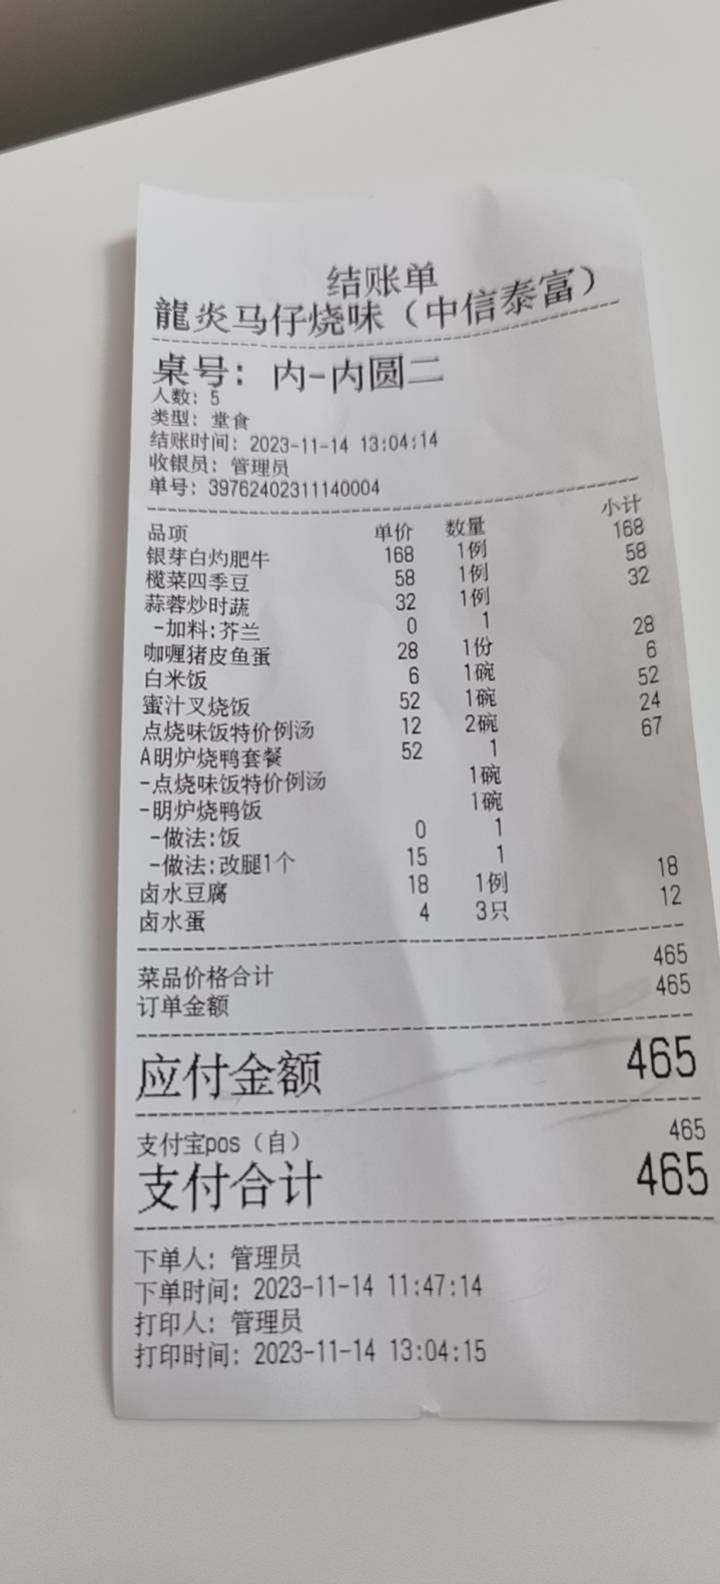 结账单
龍炎马仔烧味（中信泰富）
桌号: 内-内圆二
人数: 5
类型: 堂食
结账时间: 2023-11-14 13:04:14
收银员: 管理员
单号: 39762402311140004
品项 单价 数量 小计
银芽白灼肥牛 168 1例 168
榄菜四季豆 58 1例 58
蒜蓉炒时蔬 32 1例 32
-加料:芥兰 0 1
咖喱猪皮鱼蛋 28 1份 28
白米饭 6 1碗 6
蜜汁叉烧饭 52 1碗 52
点烧味饭特价例汤 12 2碗 24
A明炉烧鸭套餐 52 1 67
-点烧味饭特价例汤 1碗
-明炉烧鸭饭 1碗
-做法:饭 0 1
-做法:改腿1个 15 1
卤水豆腐 18 1例 18
卤水蛋 4 3只 12
菜品价格合计 465
订单金额 465
应付金额 465
支付宝pos（自） 465
支付合计 465
下单人: 管理员
下单时间: 2023-11-14 11:47:14
打印人: 管理员
打印时间: 2023-11-14 13:04:15